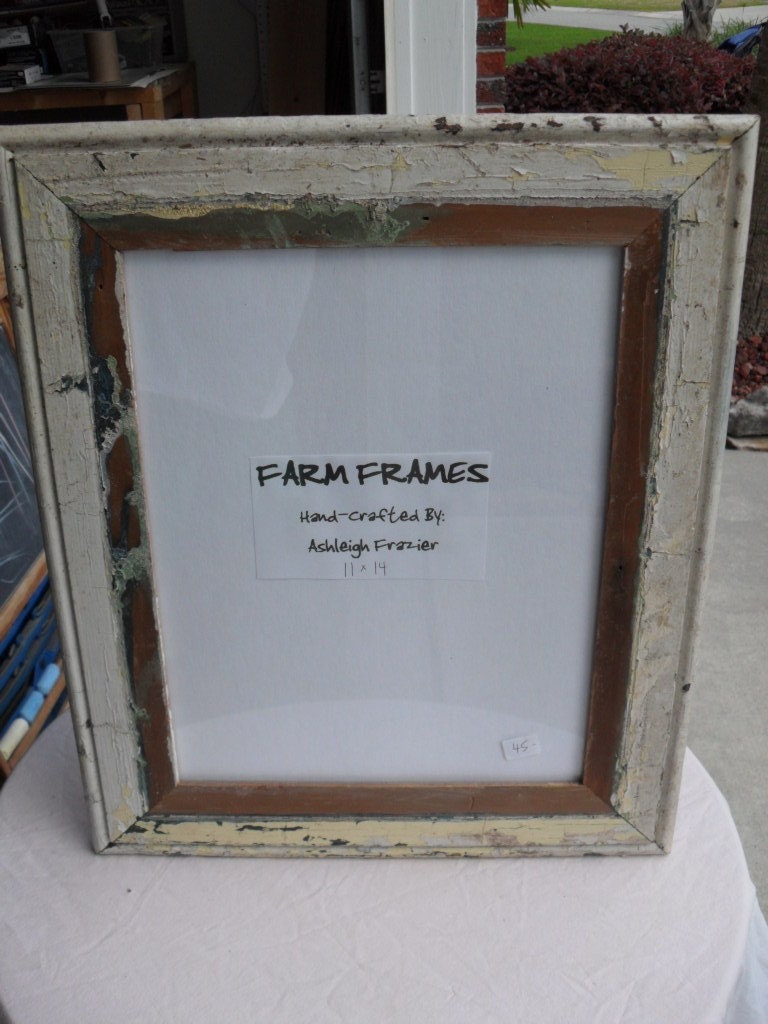 FARM FRAMES
Hand-Crafted By:
Ashleigh Frazier
11 x 14
45-